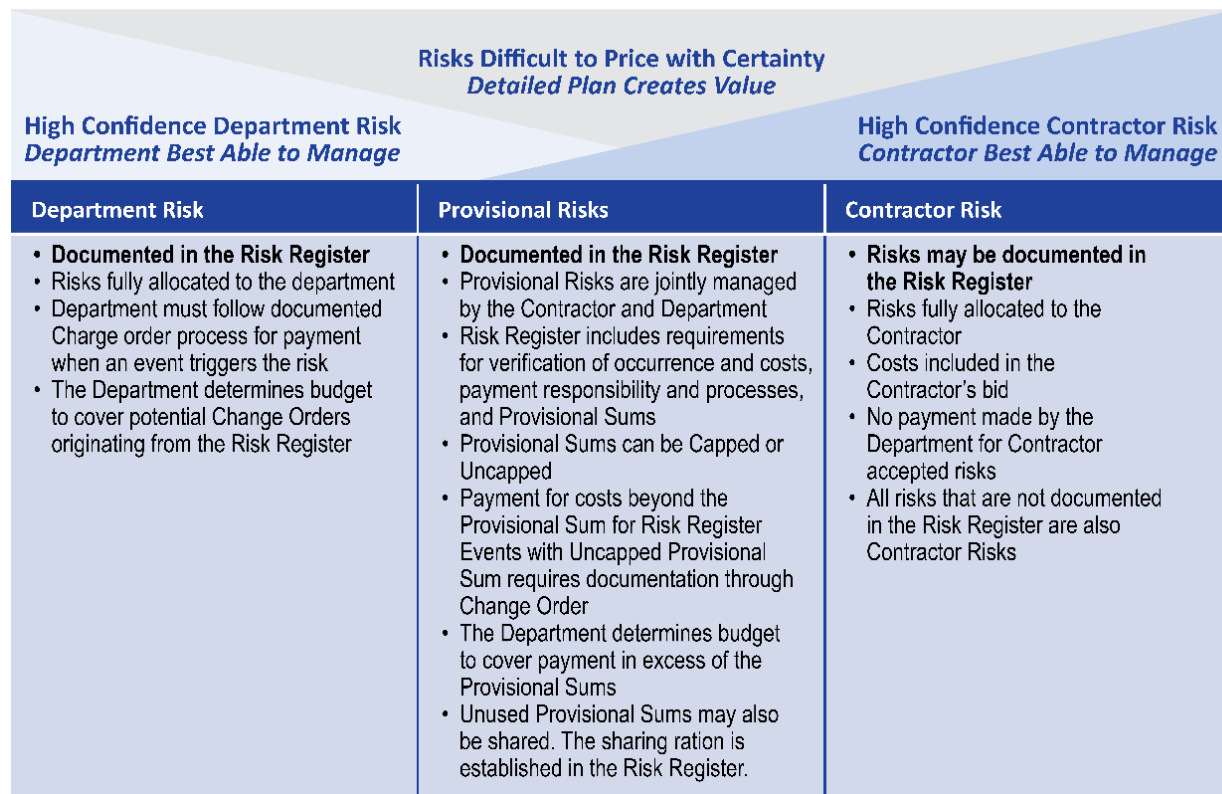 Risks Difficult to Price with Certainty
Detailed Plan Creates Value
High Confidence Department Risk
Department Best Able to Manage
High Confidence Contractor Risk
Contractor Best Able to Manage
Department Risk
• Documented in the Risk Register
• Risks fully allocated to the department
• Department must follow documented
Charge order process for payment
when an event triggers the risk
• The Department determines budget
to cover potential Change Orders
originating from the Risk Register
Provisional Risks
• Documented in the Risk Register
• Provisional Risks are jointly managed
by the Contractor and Department
• Risk Register includes requirements
for verification of occurrence and costs,
payment responsibility and processes,
and Provisional Sums
• Provisional Sums can be Capped or
Uncapped
• Payment for costs beyond the
Provisional Sum for Risk Register
Events with Uncapped Provisional
Sum requires documentation through
Change Order
• The Department determines budget
to cover payment in excess of the
Provisional Sums
• Unused Provisional Sums may also
be shared. The sharing ration is
established in the Risk Register.
Contractor Risk
• Risks may be documented in
the Risk Register
• Risks fully allocated to the
Contractor
• Costs included in the
Contractor's bid
• No payment made by the
Department for Contractor
accepted risks
• All risks that are not documented
in the Risk Register are also
Contractor Risks